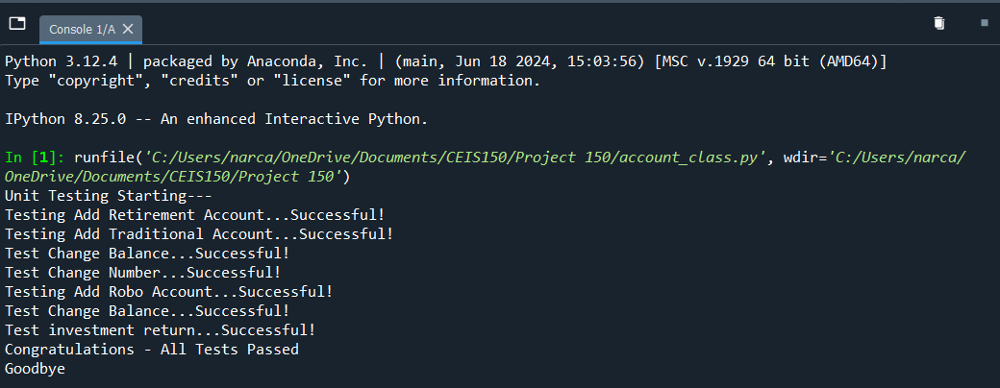 Console 1/A
Python 3.12.4 | packaged by Anaconda, Inc. | (main, Jun 18 2024, 15:03:56) [MSC v.1929 64 bit (AMD64)]
Type "copyright", "credits" or "license" for more information.
IPython 8.25.0 -- An enhanced Interactive Python.
In [1]: runfile('C:/Users/narca/OneDrive/Documents/CEIS150/Project 150/account_class.py', wdir='C:/Users/narca/
OneDrive/Documents/CEIS150/Project 150')
Unit Testing Starting---
Testing Add Retirement Account...Successful!
Testing Add Traditional Account...Successful!
Test Change Balance...Successful!
Test Change Number...Successful!
Testing Add Robo Account...Successful!
Test Change Balance...Successful!
Test investment return...Successful!
Congratulations - All Tests Passed
Goodbye